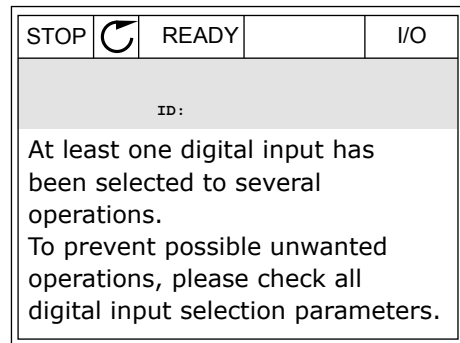 STOP READY I/O
ID:
At least one digital input has
been selected to several
operations.
To prevent possible unwanted
operations, please check all
digital input selection parameters.